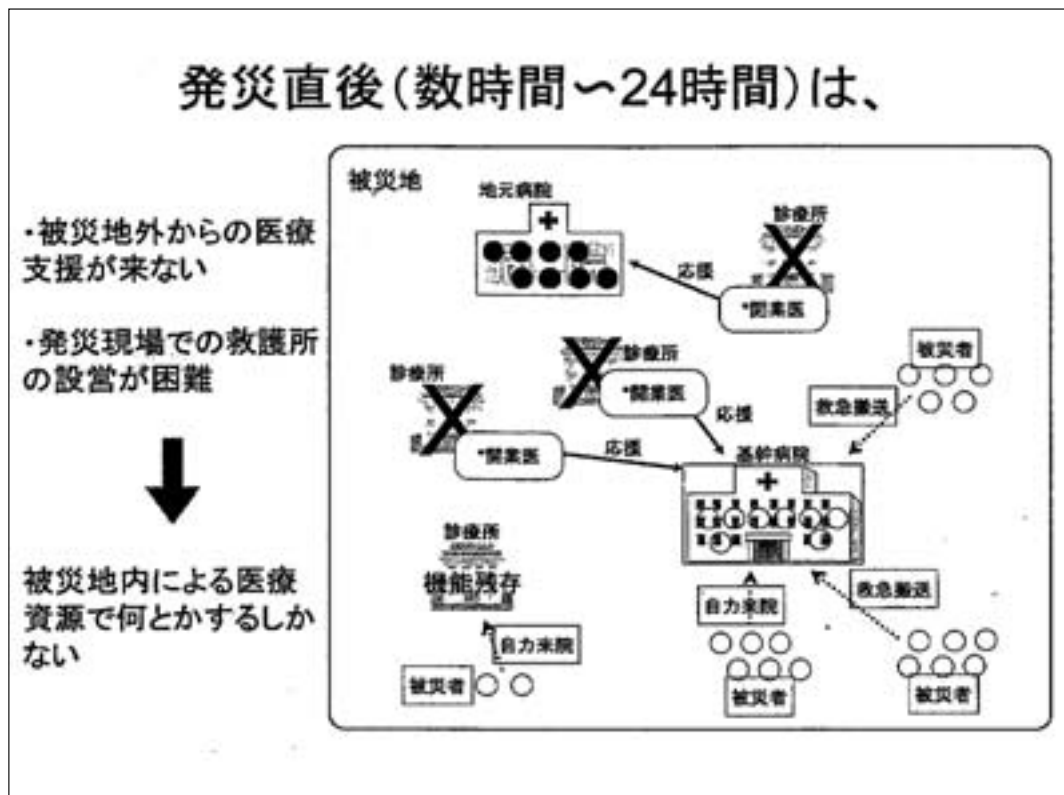 発災直後(数時間～24時間)は、
・被災地外からの医療
支援が来ない
・発災現場での救護所
の設営が困難
被災地内による医療
資源で何とかするしか
ない
被災地
地元病院
診療所
応援
*開業医
診療所
*開業医
応援
診療所
*開業医
応援
被災者
救急搬送
基幹病院
診療所
機能残存
自力来院
被災者
自力来院
被災者
救急搬送
被災者